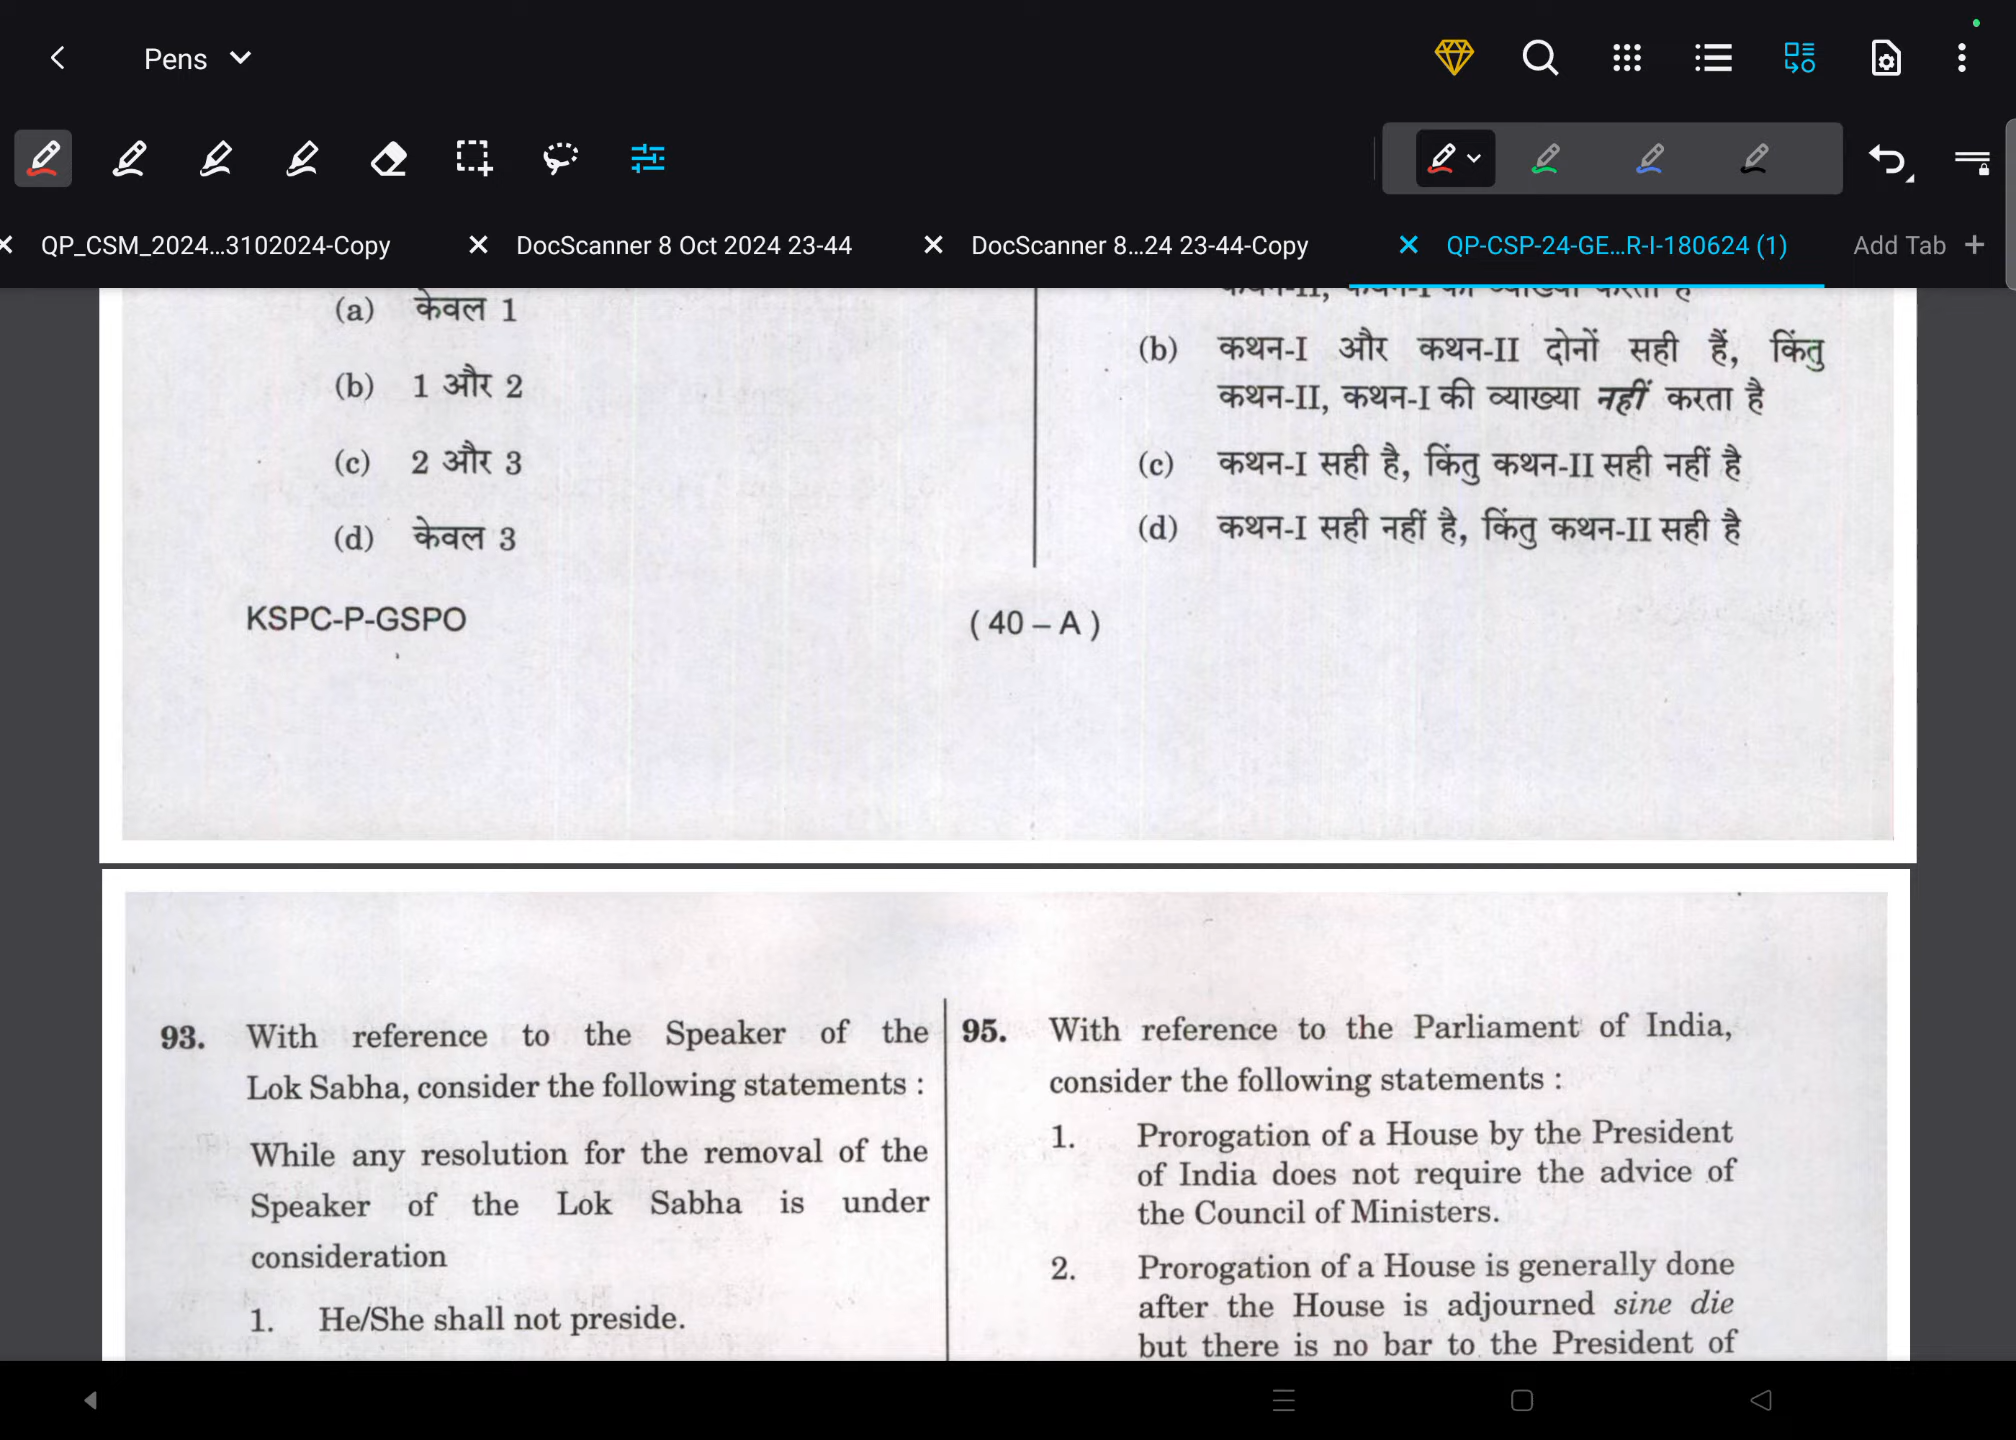 Pens
QP_CSM_2024...3102024-Copy
DocScanner 8 Oct 2024 23-44
DocScanner 8...24 23-44-Copy
QP-CSP-24-GE...R-I-180624 (1)
Add Tab +
(a) केवल 1
(b) 1 और 2
(c) 2 और 3
(d) केवल 3
कथन-II, कथन-I की व्याख्या करता है
(b) कथन-I और कथन-II दोनों सही हैं, किंतु
कथन-II, कथन-I की व्याख्या नहीं करता है
(c) कथन-I सही है, किंतु कथन-II सही नहीं है
(d) कथन-I सही नहीं है, किंतु कथन-II सही है
KSPC-P-GSPO
( 40 – A )
93. With reference to the Speaker of the
Lok Sabha, consider the following statements :
While any resolution for the removal of the
Speaker of the Lok Sabha is under
consideration
1. He/She shall not preside.
95. With reference to the Parliament of India,
consider the following statements :
1. Prorogation of a House by the President
of India does not require the advice of
the Council of Ministers.
2. Prorogation of a House is generally done
after the House is adjourned sine die
but there is no bar to the President of